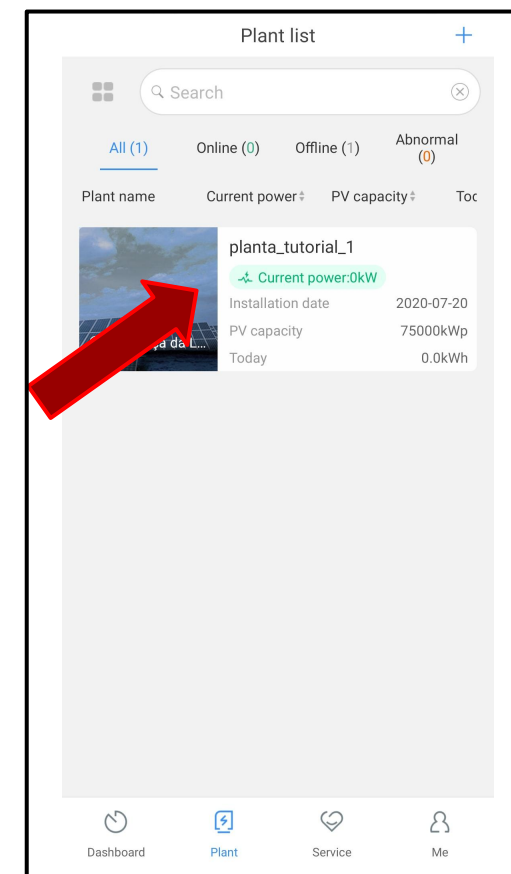 Plant list
Search
All (1) Online (0) Offline (1) Abnormal (0)
Plant name Current power PV capacity
planta_tutorial_1
Current power:0kW
Installation date 2020-07-20
PV capacity 75000kWp
Today 0.0kWh
da L...
Dashboard Plant Service Me